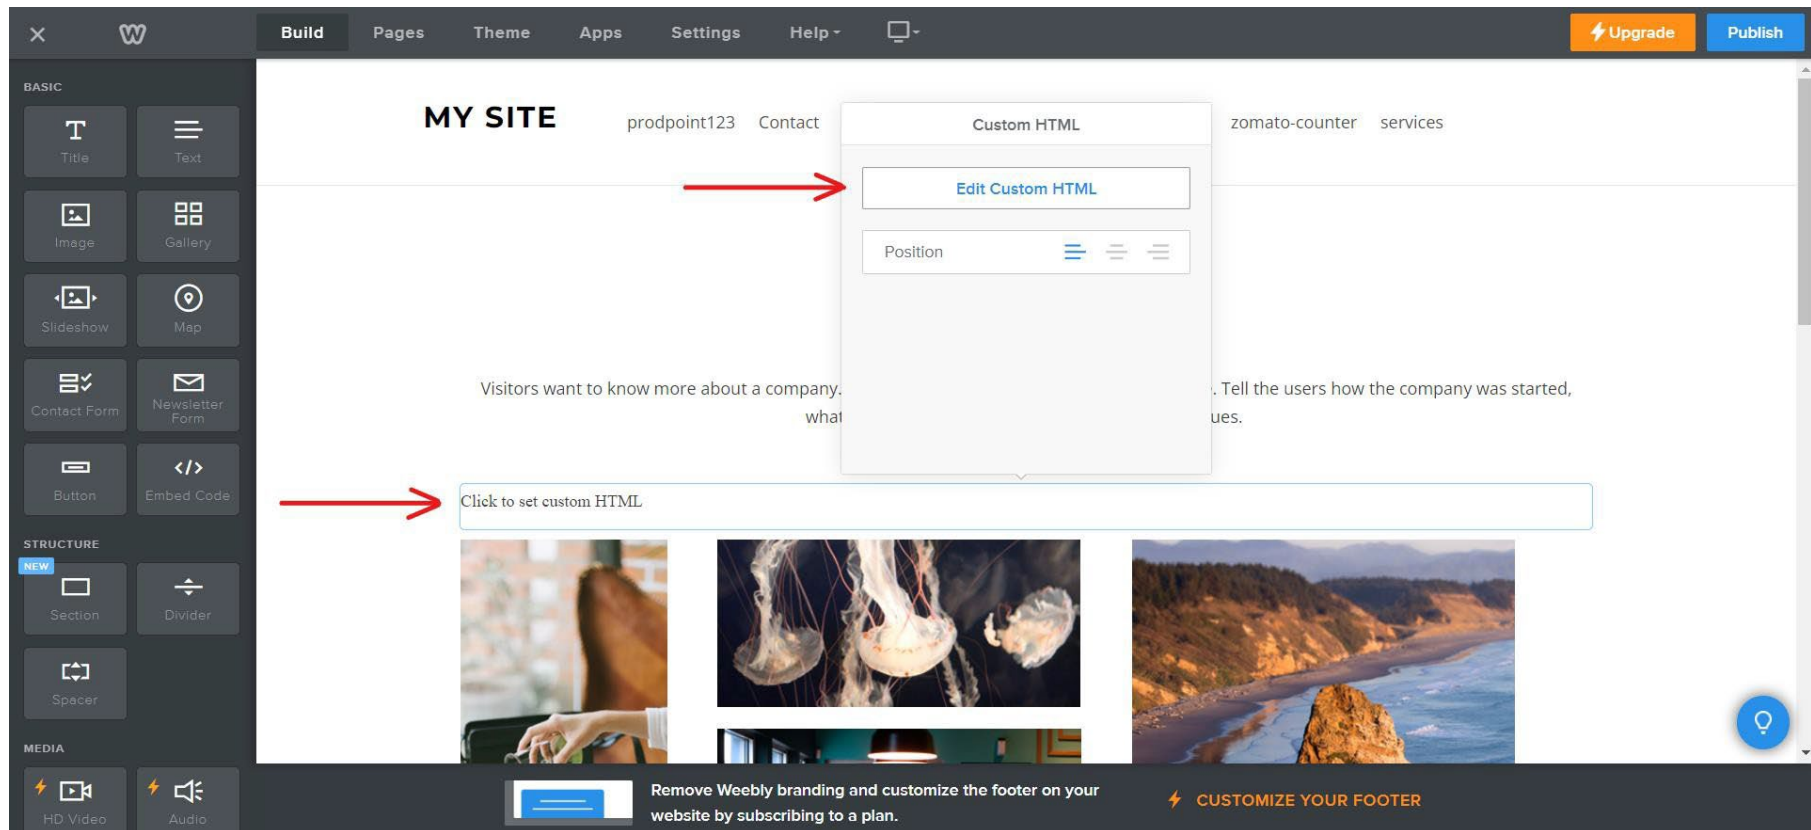 Build Pages Theme Apps Settings Help
Upgrade Publish
BASIC
Title Text
Image Gallery
Slideshow Map
Contact Form Newsletter
Form
Button Embed Code
STRUCTURE
NEW
Section Divider
Spacer
MEDIA
HD Video Audio
MY SITE prodpoint123 Contact zomato-counter services
Custom HTML
Edit Custom HTML
Position
Visitors want to know more about a company. . Tell the users how the company was started,
what ues.
Click to set custom HTML
Remove Weebly branding and customize the footer on your
website by subscribing to a plan.
CUSTOMIZE YOUR FOOTER